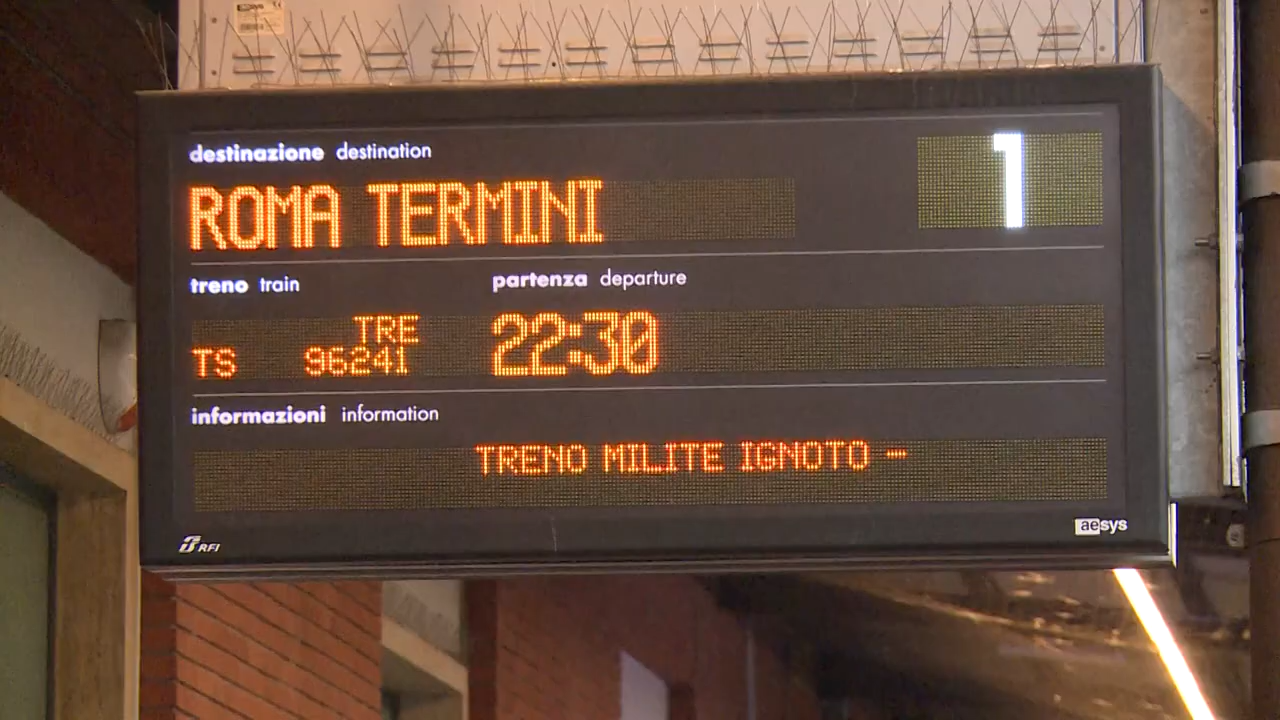 destinazione destination
1
ROMA TERMINI
treno train
partenza departure
TRE
TS 96241
22:30
informazioni information
TRENO MILITE IGNOTO -
RFI
aesys